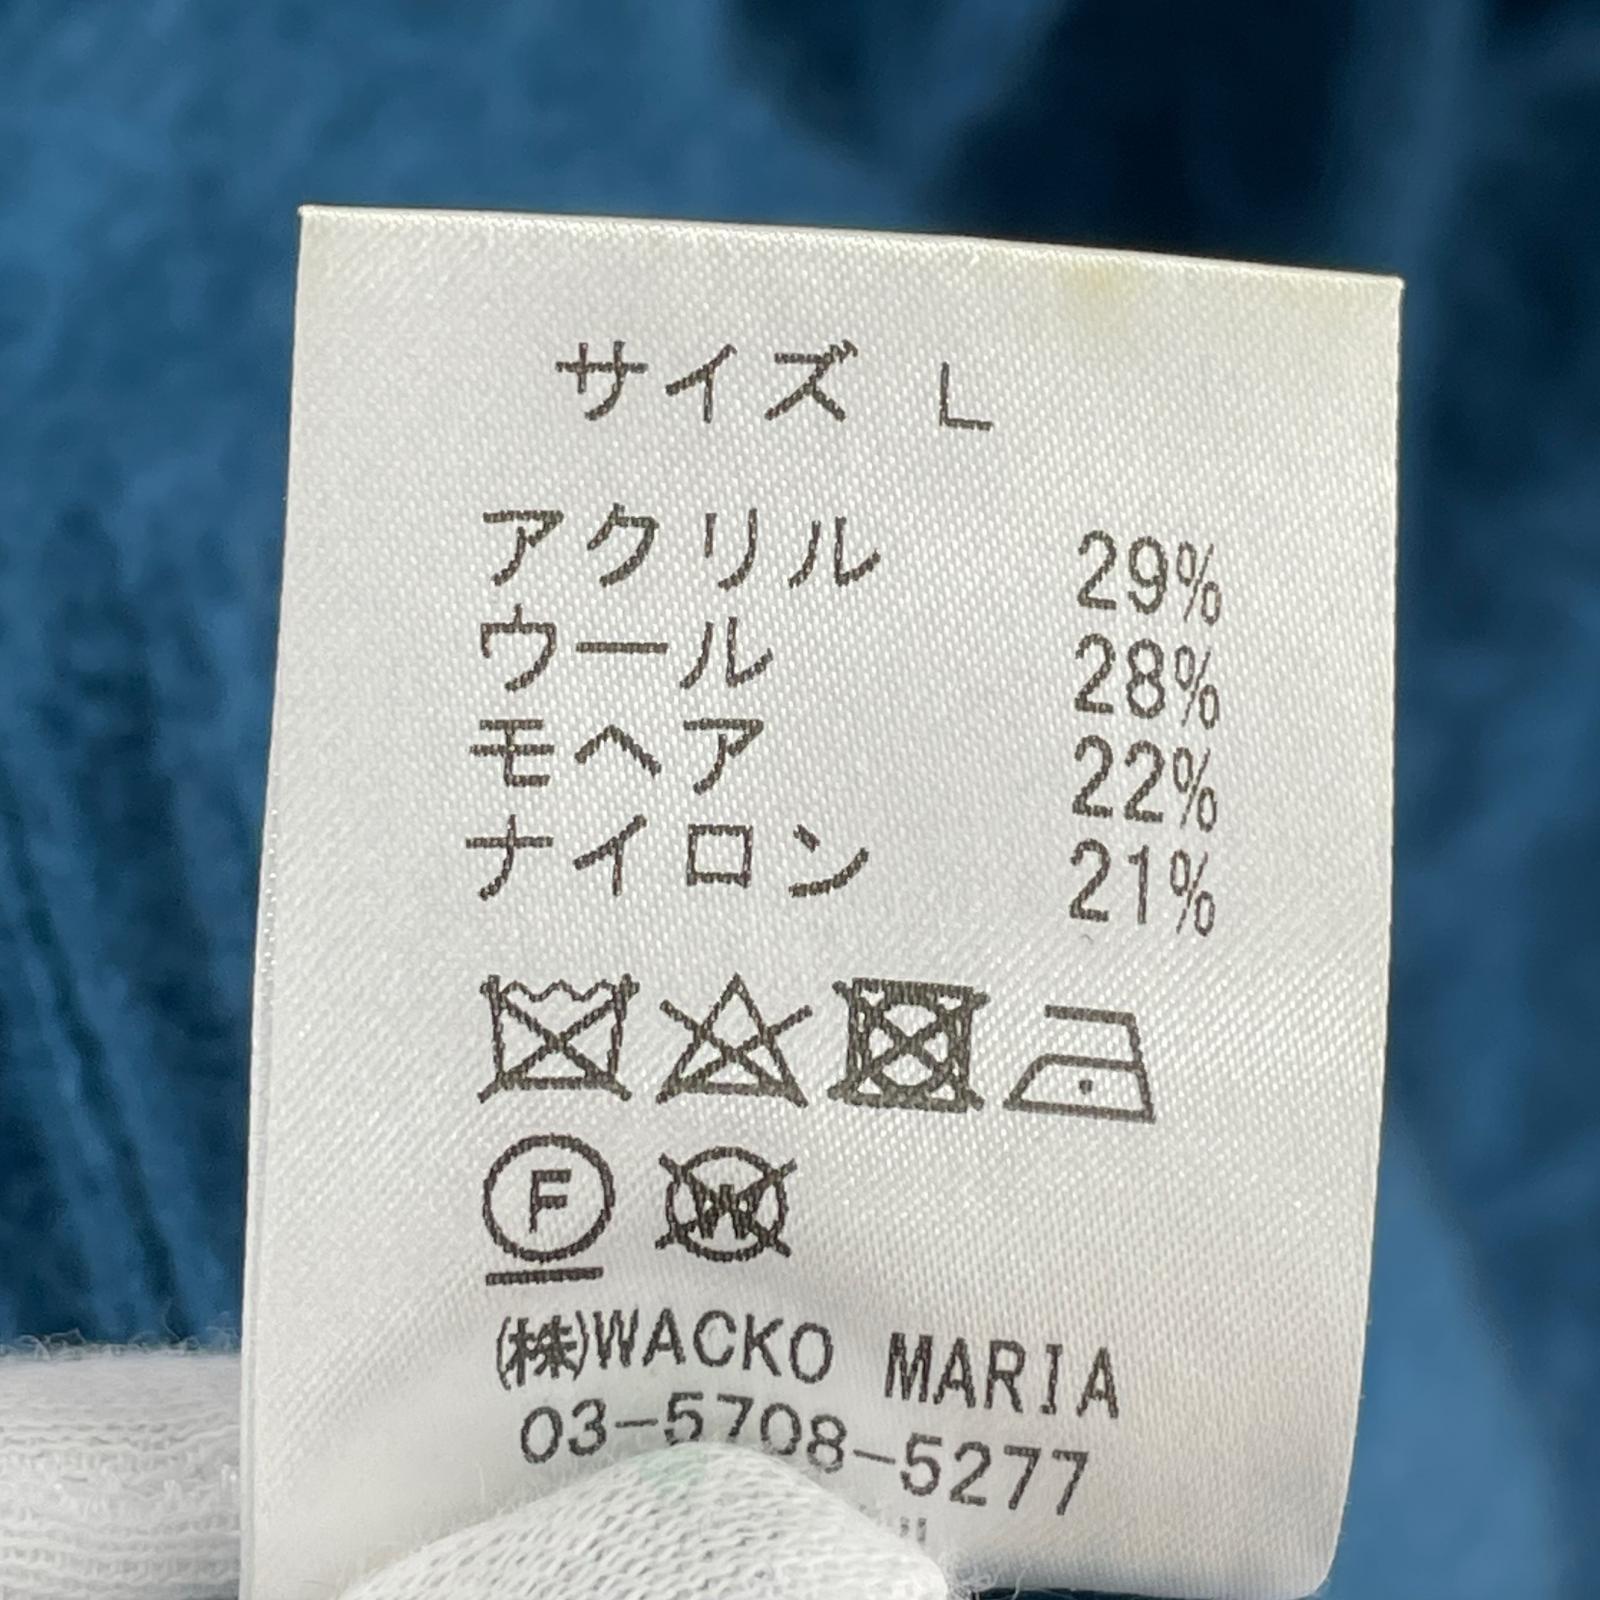 サイズ L
アクリル 29%
ウール 28%
モヘア 22%
ナイロン 21%
F W
㈱WACKO MARIA
03-5708-5277